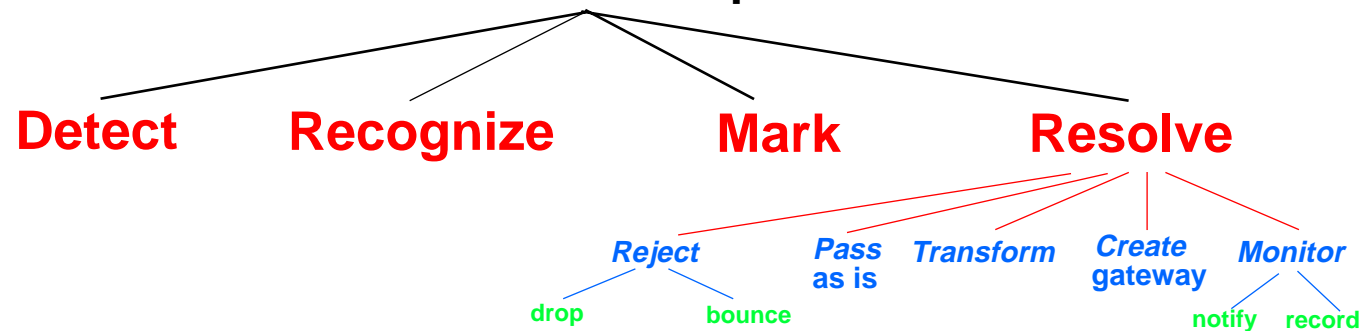 Detect Recognize Mark Resolve
Reject Pass as is Transform Create gateway Monitor
drop bounce notify record